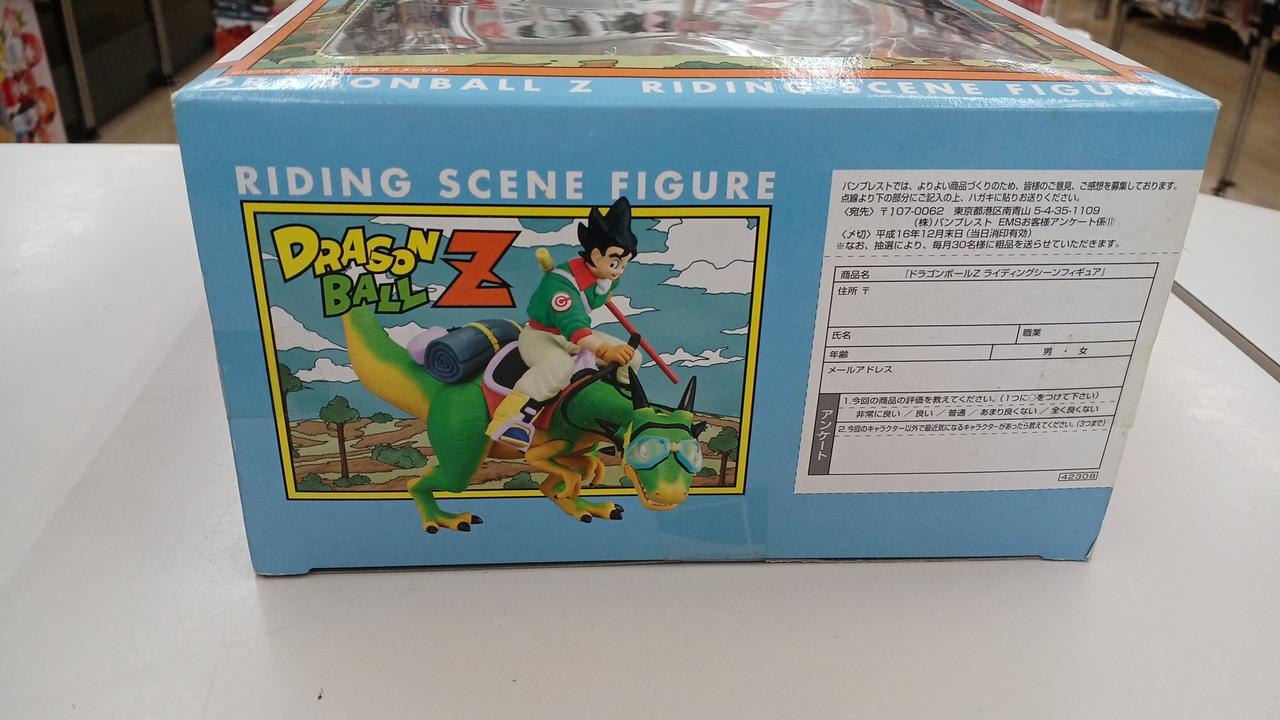 DRAGONBALL Z RIDING SCENE FIGURE
RIDING SCENE FIGURE
DRAGON
BALL Z
バンプレストでは、よりよい商品づくりのため、皆様のご意見、ご感想を募集しております。
点線より下の部分にご記入の上、ハガキに貼りお送りください。
〈宛先〉〒107-0062 東京都港区南青山 5-4-35-1109
(株)バンプレスト EMSお客様アンケート係⑪
〈〆切〉平成16年12月末日(当日消印有効)
※なお、抽選により、毎月30名様に粗品を送らせていただきます。
商品名 『ドラゴンボールZ ライディングシーンフィギュア』
住所 〒
氏名 職業
年齢 男 ・ 女
メールアドレス
アンケート
1.今回の商品の評価を教えてください。(1つに○をつけて下さい)
非常に良い / 良い / 普通 / あまり良くない / 全く良くない
2.今回のキャラクター以外で最近気になるキャラクターがあったら教えてください。(3つまで)
42308